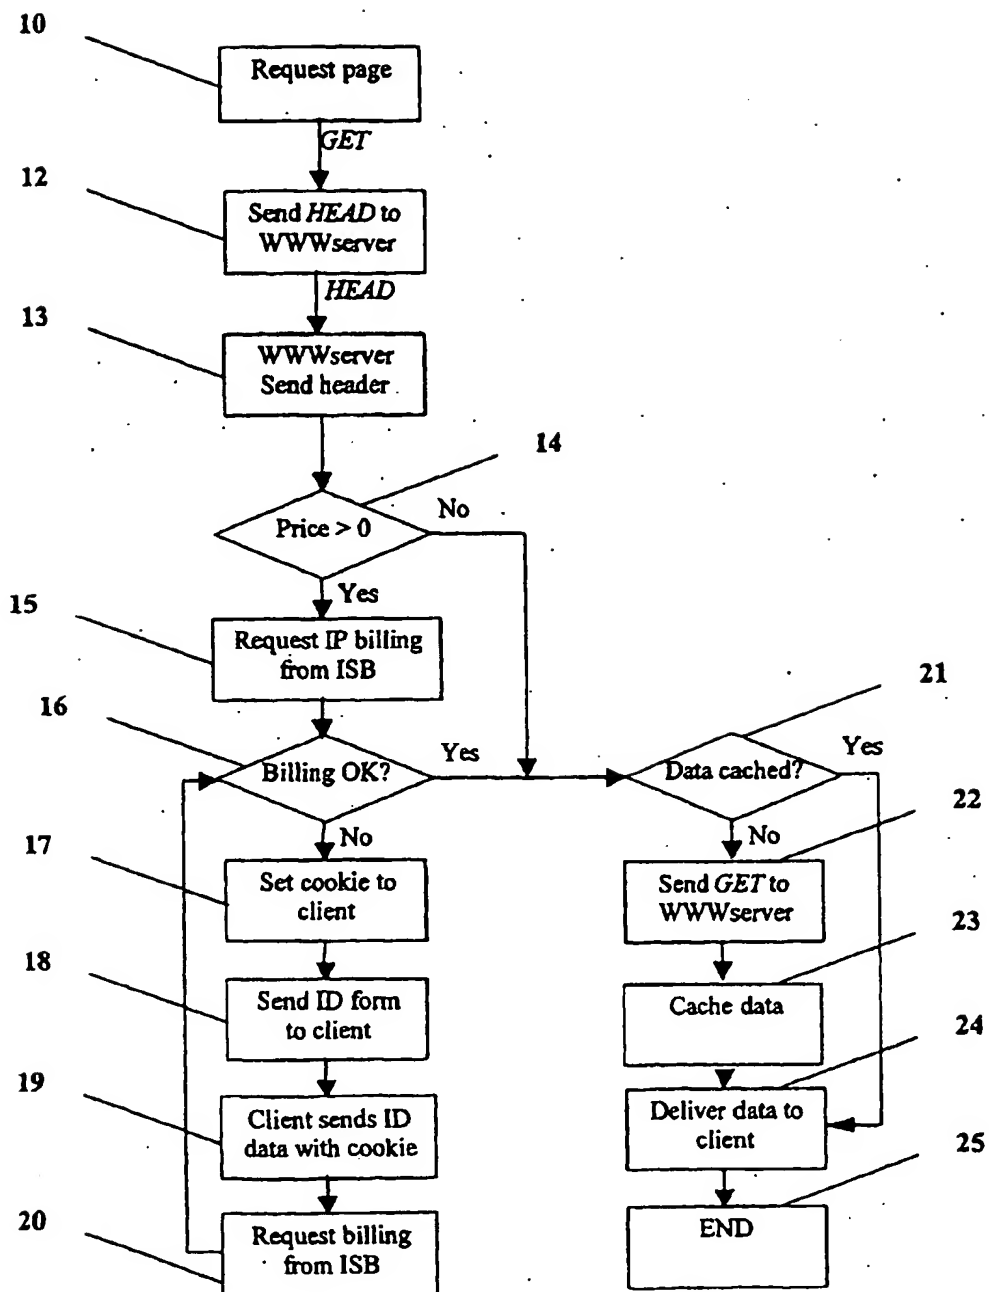 10
Request page
GET
12
Send HEAD to
WWWserver
HEAD
13
WWWserver
Send header
14
Price > 0
No
Yes
15
Request IP billing
from ISB
16
Billing OK?
Yes
21
Data cached?
Yes
No
17
Set cookie to
client
No
22
Send GET to
WWWserver
18
Send ID form
to client
23
Cache data
19
Client sends ID
data with cookie
24
Deliver data to
client
20
Request billing
from ISB
25
END